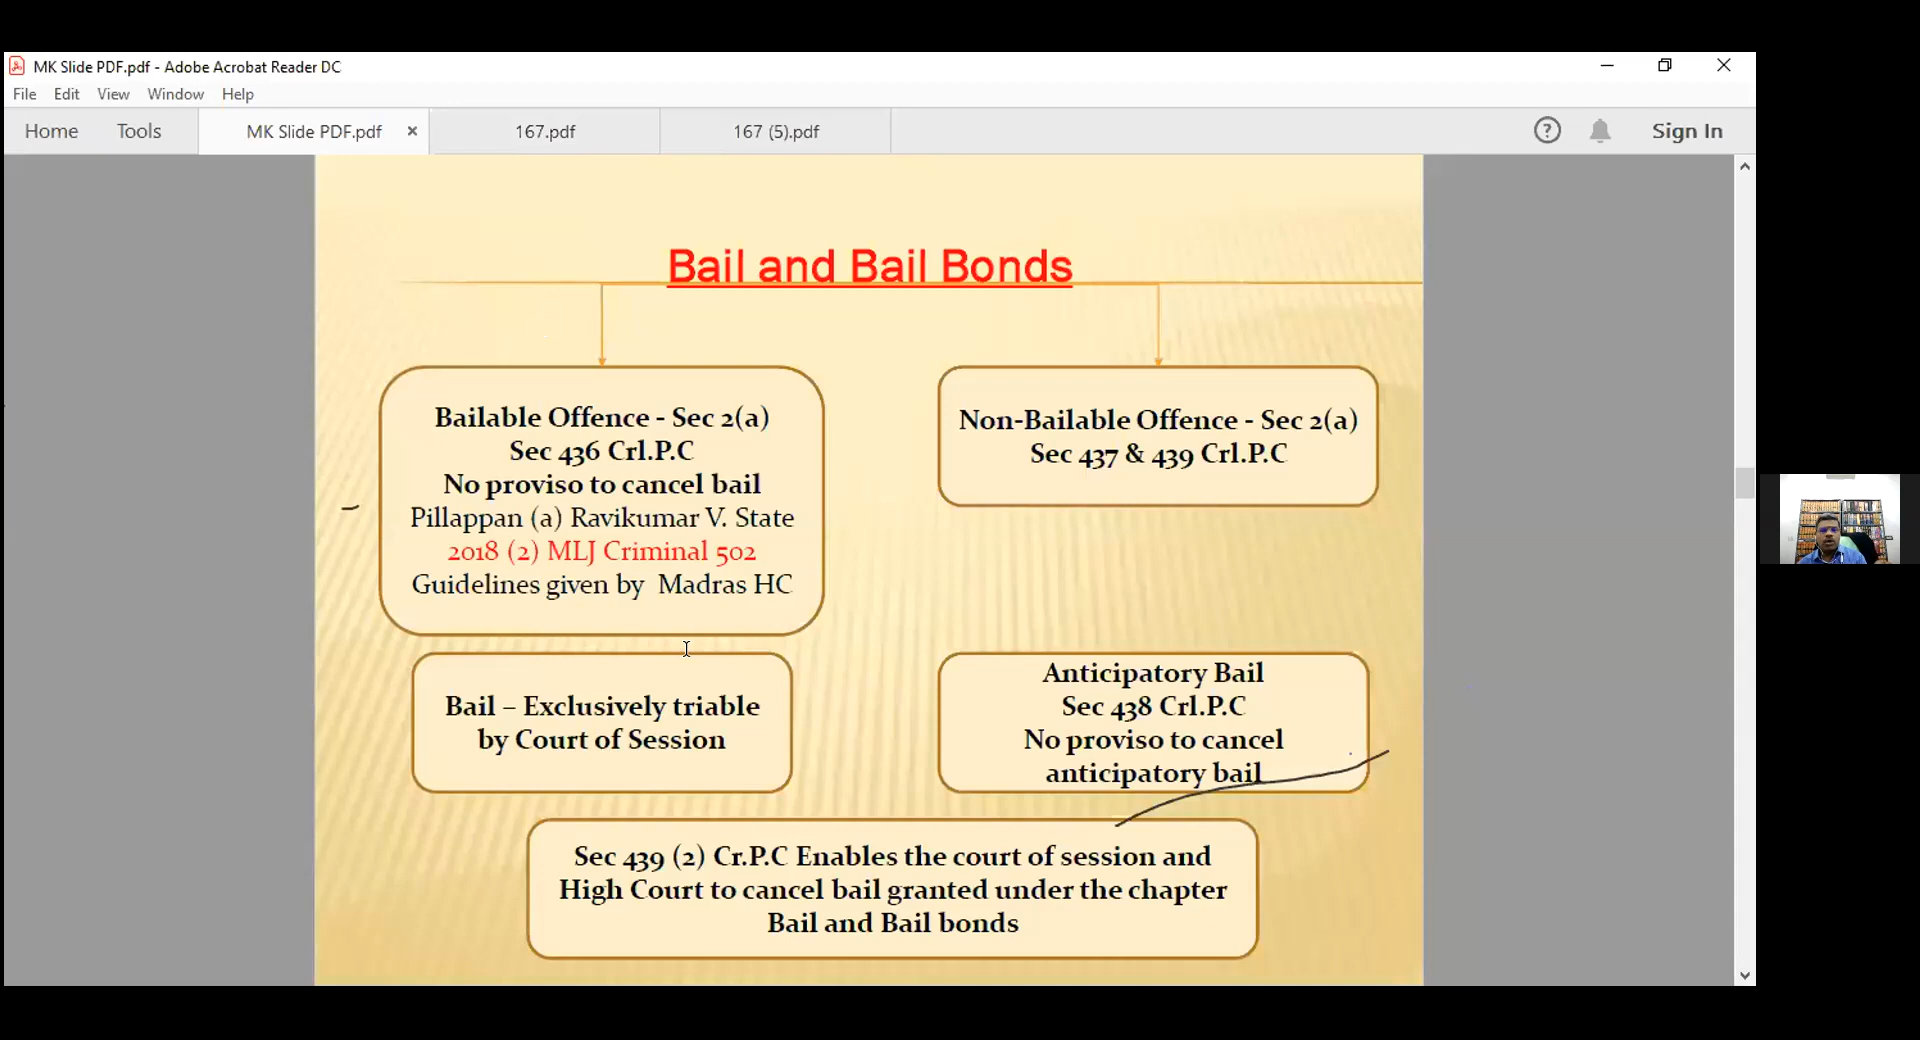 MK Slide PDF.pdf - Adobe Acrobat Reader DC
File Edit View Window Help
Home Tools MK Slide PDF.pdf × 167.pdf 167 (5).pdf ? Sign In
Bail and Bail Bonds
Bailable Offence - Sec 2(a)
Sec 436 Crl.P.C
No proviso to cancel bail
Pillappan (a) Ravikumar V. State
2018 (2) MLJ Criminal 502
Guidelines given by Madras HC
Non-Bailable Offence - Sec 2(a)
Sec 437 & 439 Crl.P.C
Bail – Exclusively triable
by Court of Session
Anticipatory Bail
Sec 438 Crl.P.C
No proviso to cancel
anticipatory bail
Sec 439 (2) Cr.P.C Enables the court of session and
High Court to cancel bail granted under the chapter
Bail and Bail bonds